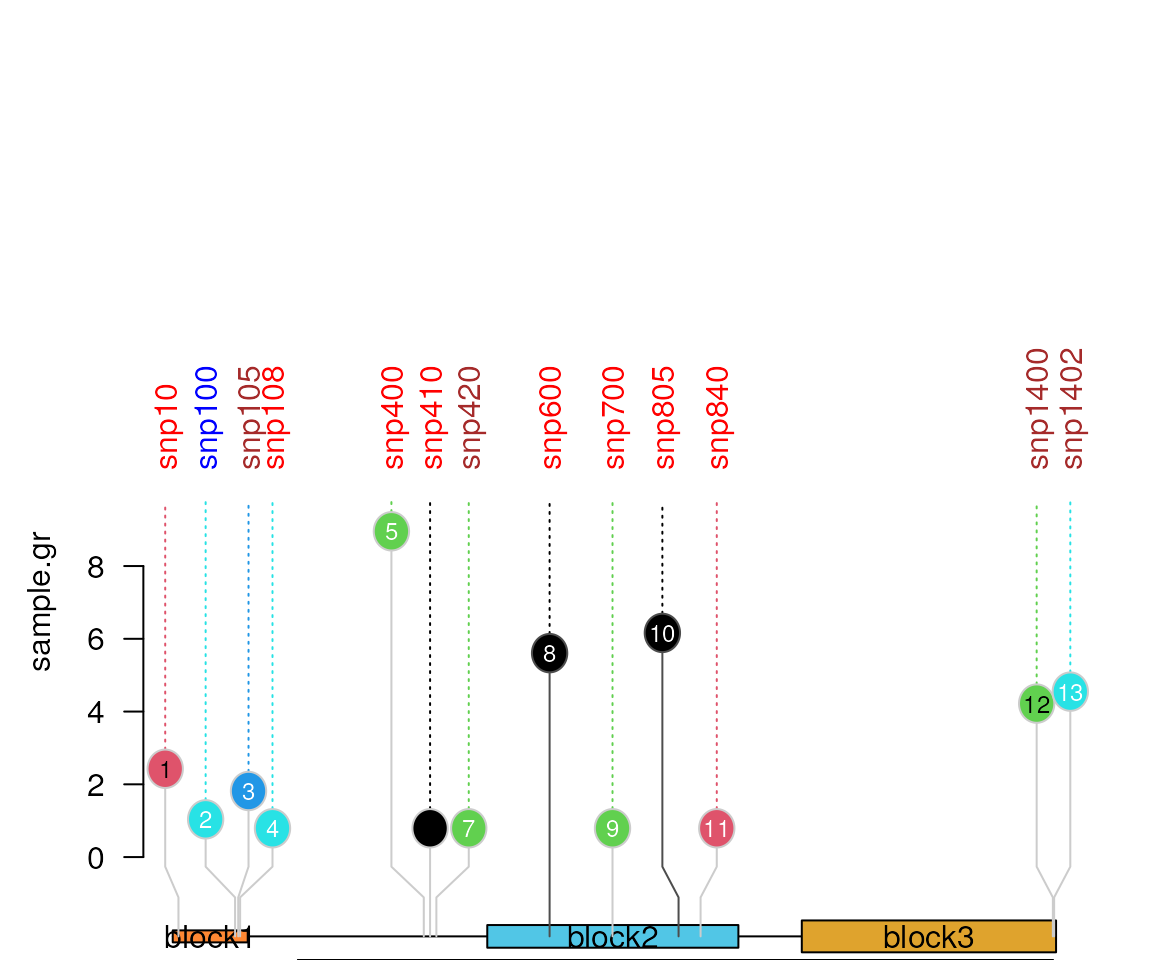 snp10
snp100
snp105
snp108
snp400
snp410
snp420
snp600
snp700
snp805
snp840
snp1400
snp1402
sample.gr
8
6
4
2
0
1
2
3
4
5
7
8
9
10
11
12
13
block1
block2
block3